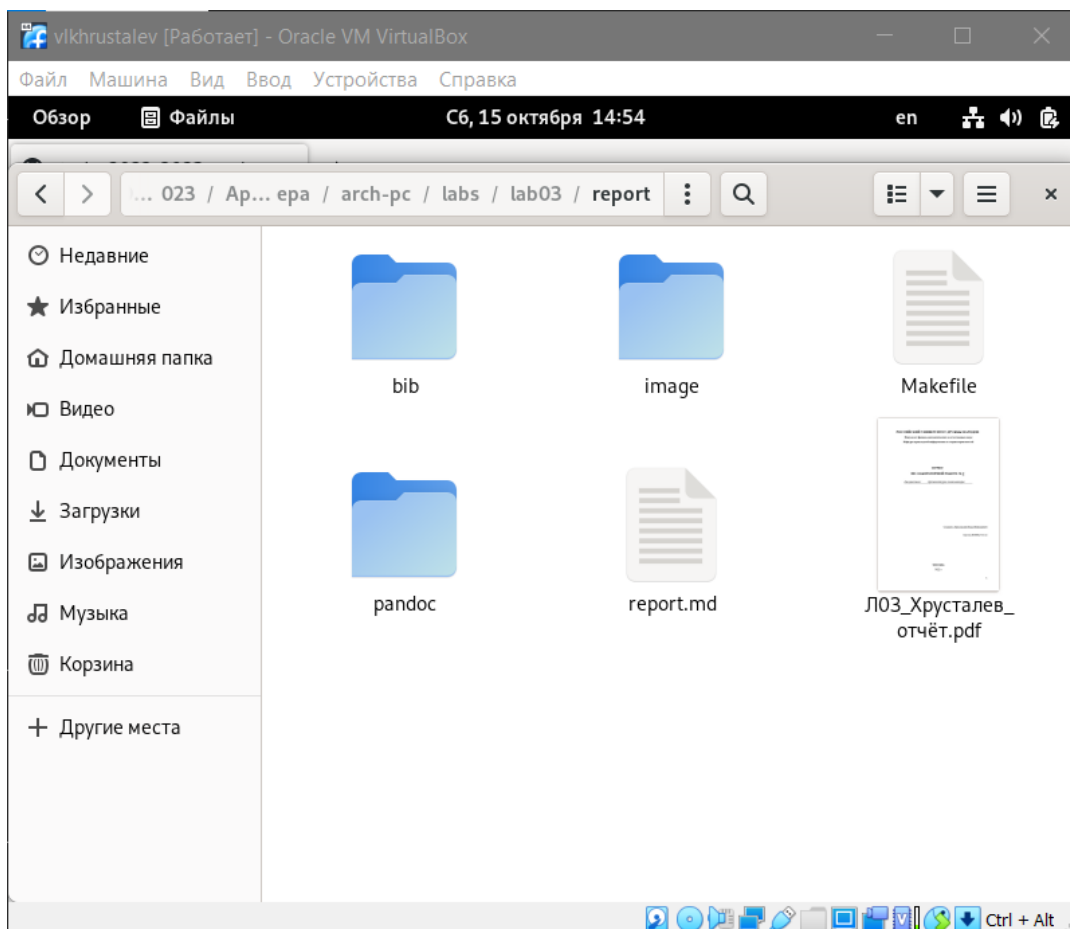 vlkhrustalev [Работает] - Oracle VM VirtualBox
Файл Машина Вид Ввод Устройства Справка
Обзор Файлы Сб, 15 октября 14:54 en
... 023 / Ар... ера / arch-pc / labs / lab03 / report
Недавние
Избранные
Домашняя папка
Видео
Документы
Загрузки
Изображения
Музыка
Корзина
Другие места
bib
image
Makefile
pandoc
report.md
Л03_Хрусталев_
отчёт.pdf
Ctrl + Alt